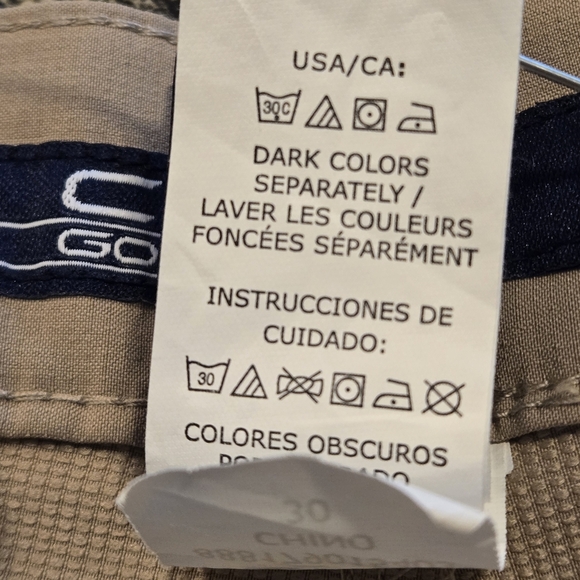 USA/CA:
30C
DARK COLORS
SEPARATELY /
LAVER LES COULEURS
FONCÉES SÉPARÉMENT
INSTRUCCIONES DE
CUIDADO:
30
COLORES OBSCUROS
GO
30
CHINO